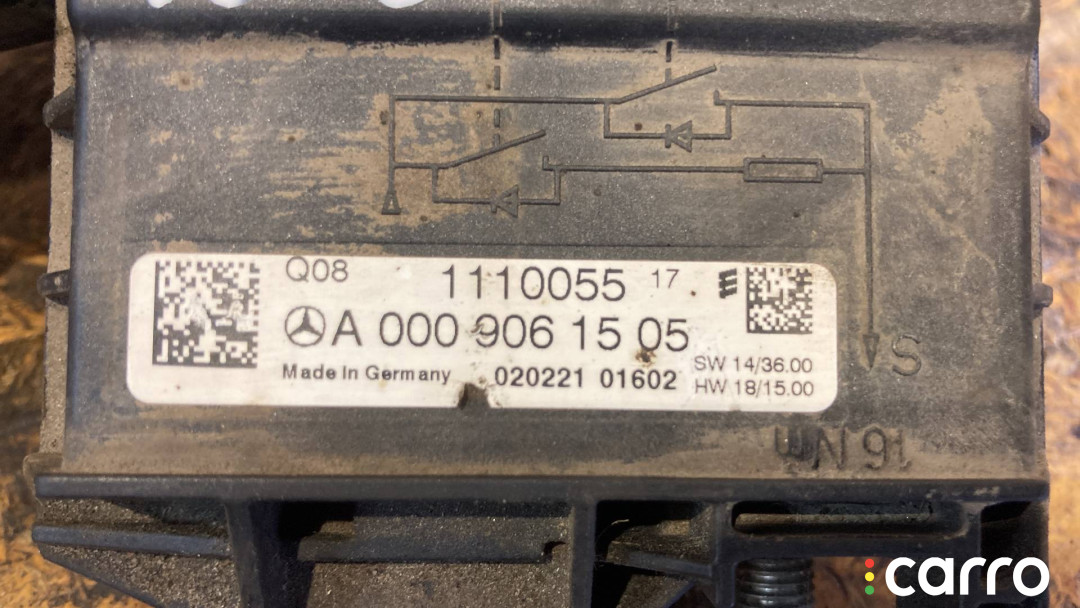 Q08 1110055 17 E
A 000 906 15 05
Made In Germany 020221 01602
SW 14/36.00
HW 18/15.00
S
16 Nm
carro